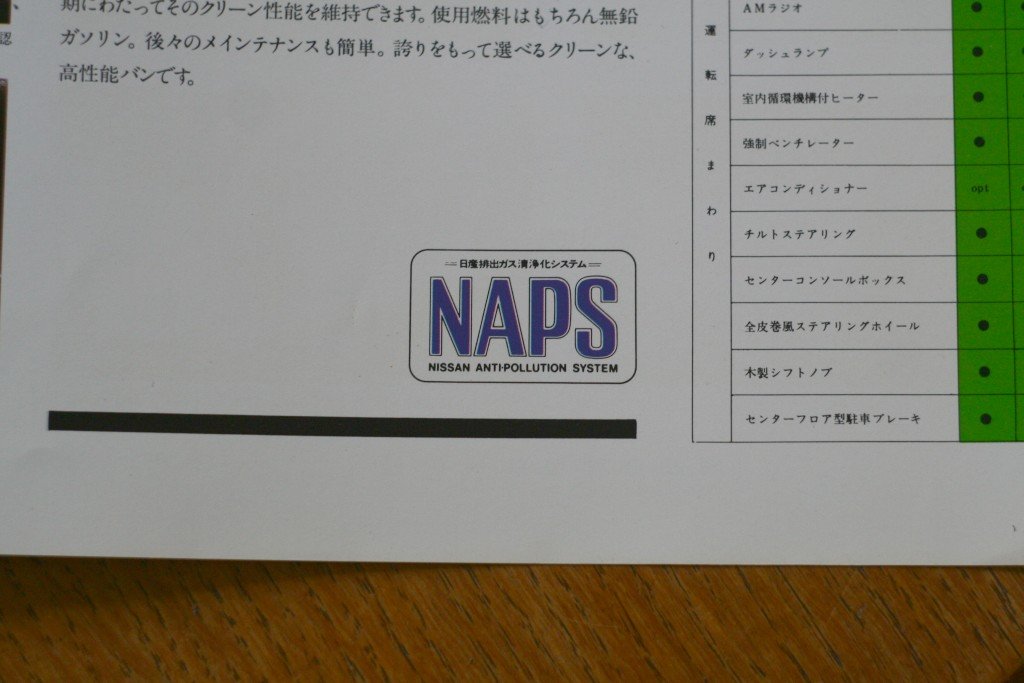 期にわたってそのクリーン性能を維持できます。使用燃料はもちろん無鉛
ガソリン。後々のメインテナンスも簡単。誇りをもって選べるクリーンな、
高性能バンです。
認
日産排出ガス清浄化システム
NAPS
NISSAN ANTI-POLLUTION SYSTEM
運転席まわり
AMラジオ ●
ダッシュランプ ●
室内循環機構付ヒーター ●
強制ベンチレーター ●
エアコンディショナー opt
チルトステアリング ●
センターコンソールボックス ●
全皮巻風ステアリングホイール ●
木製シフトノブ ●
センターフロア型駐車ブレーキ ●